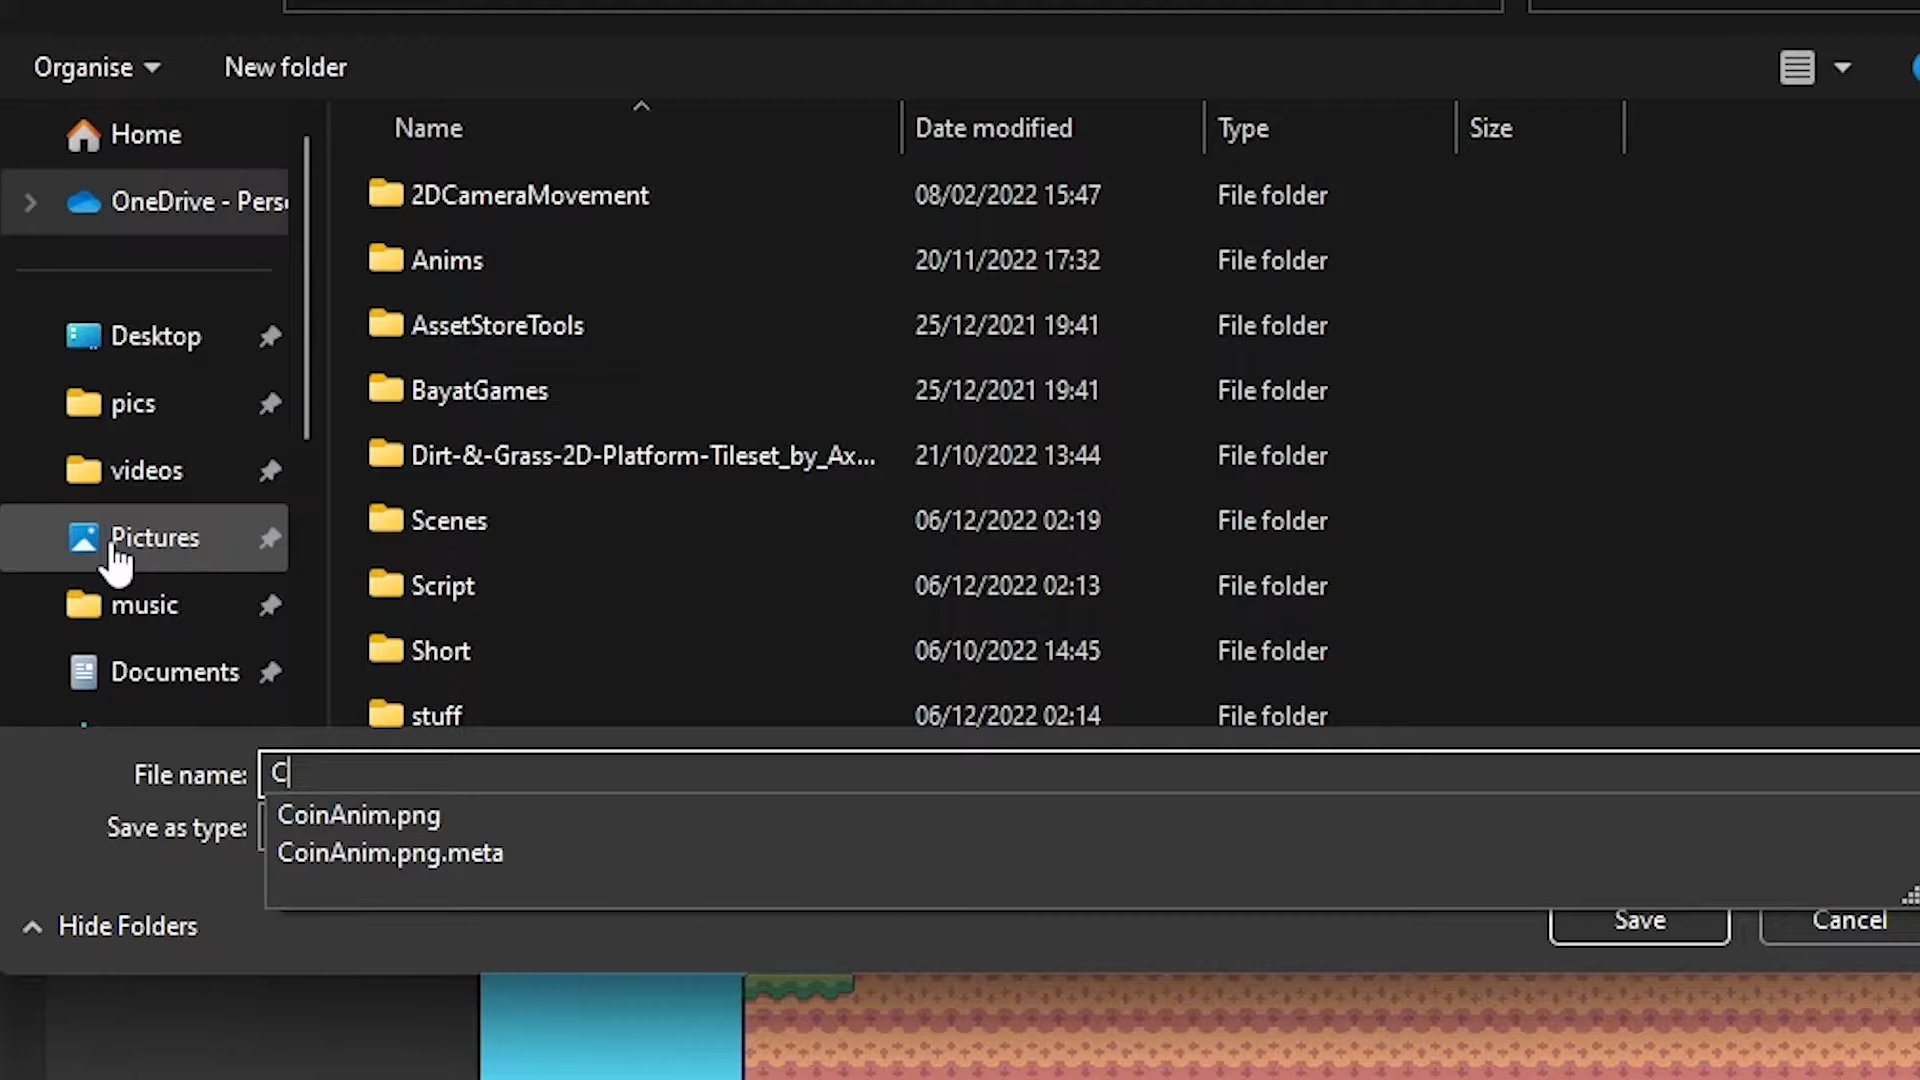 Organise
New folder
Home
OneDrive - Pers
Desktop
pics
videos
Pictures
music
Documents
Name Date modified Type Size
2DCameraMovement 08/02/2022 15:47 File folder
Anims 20/11/2022 17:32 File folder
AssetStoreTools 25/12/2021 19:41 File folder
BayatGames 25/12/2021 19:41 File folder
Dirt-&-Grass-2D-Platform-Tileset_by_Ax... 21/10/2022 13:44 File folder
Scenes 06/12/2022 02:19 File folder
Script 06/12/2022 02:13 File folder
Short 06/10/2022 14:45 File folder
stuff 06/12/2022 02:14 File folder
File name: C
Save as type:
CoinAnim.png
CoinAnim.png.meta
Hide Folders
Save
Cancel